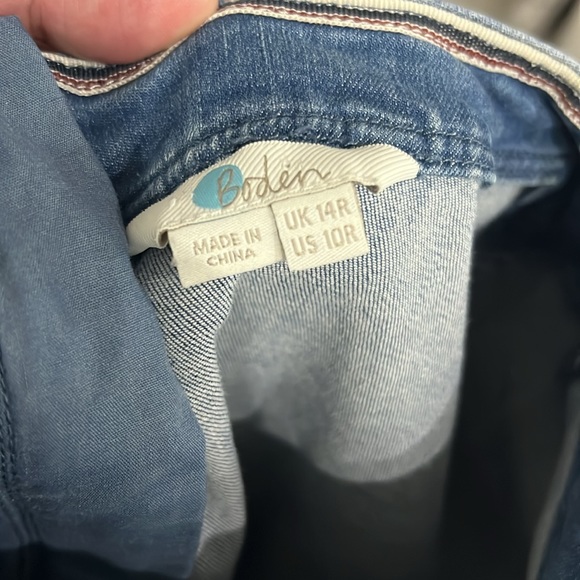 Boden
MADE IN
CHINA
UK 14R
US 10R